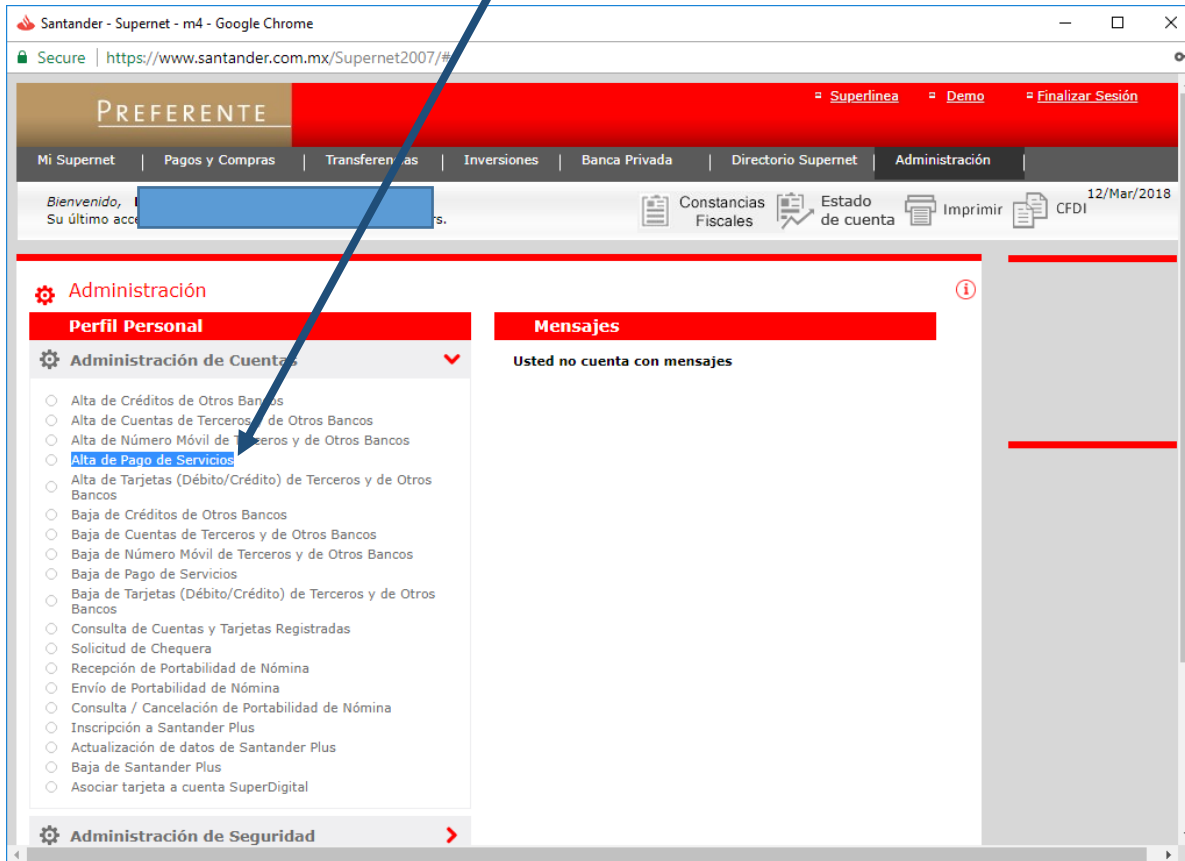 Santander - Supernet - m4 - Google Chrome
Secure | https://www.santander.com.mx/Supernet2007/#
PREFERENTE
Superlinea Demo Finalizar Sesión
Mi Supernet | Pagos y Compras | Transferencias | Inversiones | Banca Privada | Directorio Supernet | Administración |
Bienvenido,
Su último acce rs.
Constancias Fiscales
Estado de cuenta
Imprimir
CFDI
12/Mar/2018
Administración
Perfil Personal
Administración de Cuentas
Alta de Créditos de Otros Bancos
Alta de Cuentas de Terceros y de Otros Bancos
Alta de Número Móvil de Terceros y de Otros Bancos
Alta de Pago de Servicios
Alta de Tarjetas (Débito/Crédito) de Terceros y de Otros
Bancos
Baja de Créditos de Otros Bancos
Baja de Cuentas de Terceros y de Otros Bancos
Baja de Número Móvil de Terceros y de Otros Bancos
Baja de Pago de Servicios
Baja de Tarjetas (Débito/Crédito) de Terceros y de Otros
Bancos
Consulta de Cuentas y Tarjetas Registradas
Solicitud de Chequera
Recepción de Portabilidad de Nómina
Envío de Portabilidad de Nómina
Consulta / Cancelación de Portabilidad de Nómina
Inscripción a Santander Plus
Actualización de datos de Santander Plus
Baja de Santander Plus
Asociar tarjeta a cuenta SuperDigital
Administración de Seguridad
Mensajes
Usted no cuenta con mensajes